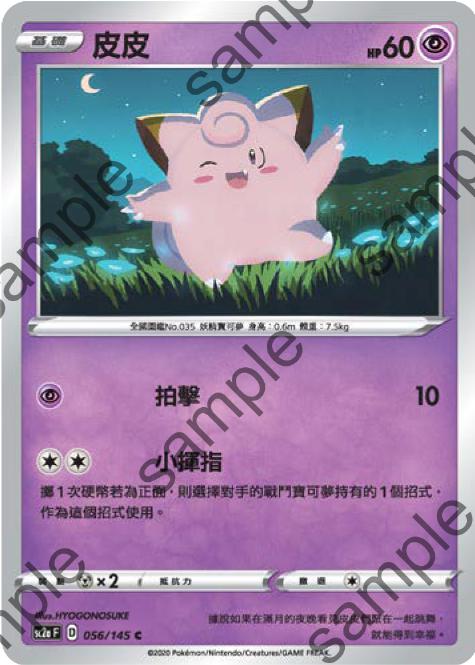 基礎 皮皮 HP60
全國圖鑑No.035 妖精寶可夢 身高：0.6m 體重：7.5kg
拍擊 10
小揮指
擲1次硬幣若為正面，則選擇對手的戰鬥寶可夢持有的1個招式，
作為這個招式使用。
弱點 ×2 抵抗力 撤退
Illus.HYOGONOSUKE
sc2a F D 056/145 C
據說如果在滿月的夜晚看見皮皮們聚在一起跳舞，
就能得到幸福。
©2020 Pokémon/Nintendo/Creatures/GAME FREAK.
sample
sample
sample
sample
sample
sample
sample